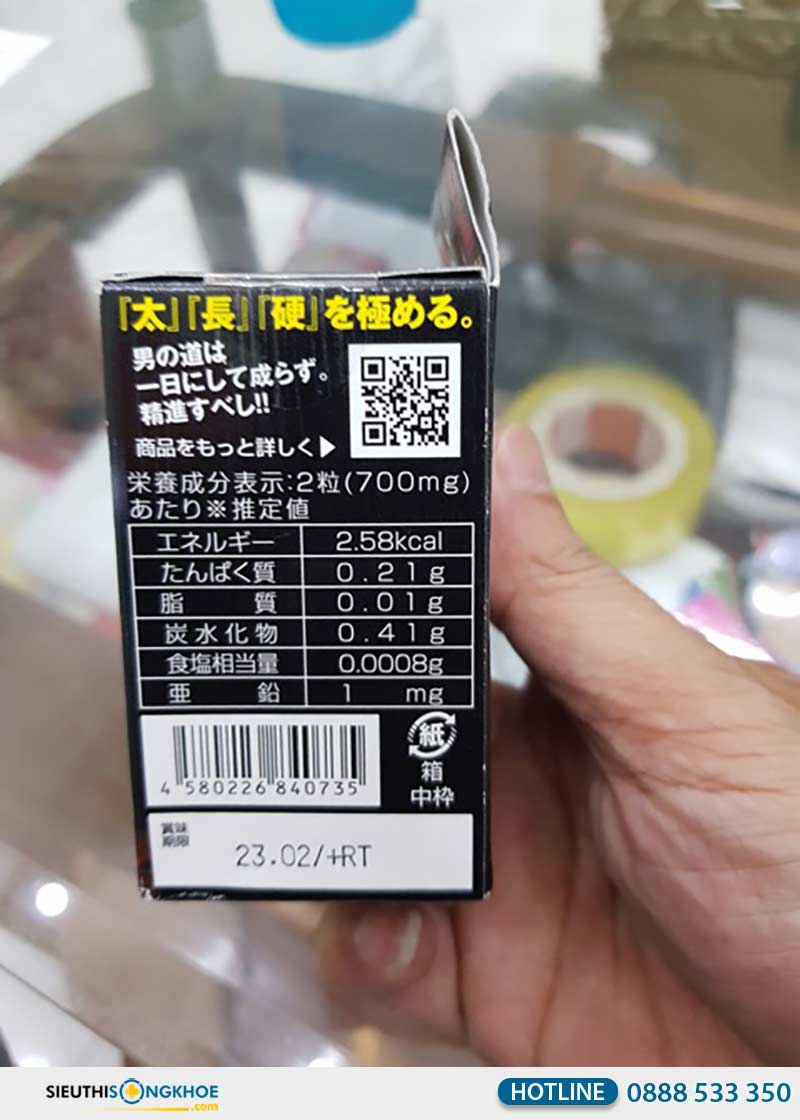 『太』『長』『硬』を極める。
男の道は
一日にして成らず。
精進すべし!!
商品をもっと詳しく▶
栄養成分表示:2粒(700mg)
あたり※推定値
エネルギー 2.58kcal
たんぱく質 0.21g
脂質 0.01g
炭水化物 0.41g
食塩相当量 0.0008g
亜鉛 1mg
4 580226 840735
紙
箱
中枠
賞味
期限
23.02/+RT
SIEUTHISONGKHOE
.com
HOTLINE 0888 533 350